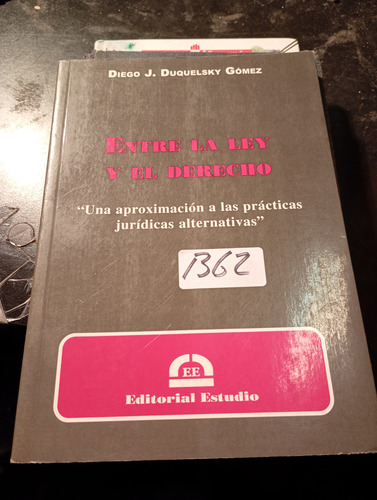 DIEGO J. DUQUELSKY GÓMEZ
ENTRE LA LEY
Y EL DERECHO
“Una aproximación a las prácticas
jurídicas alternativas”
1362
EE
Editorial Estudio